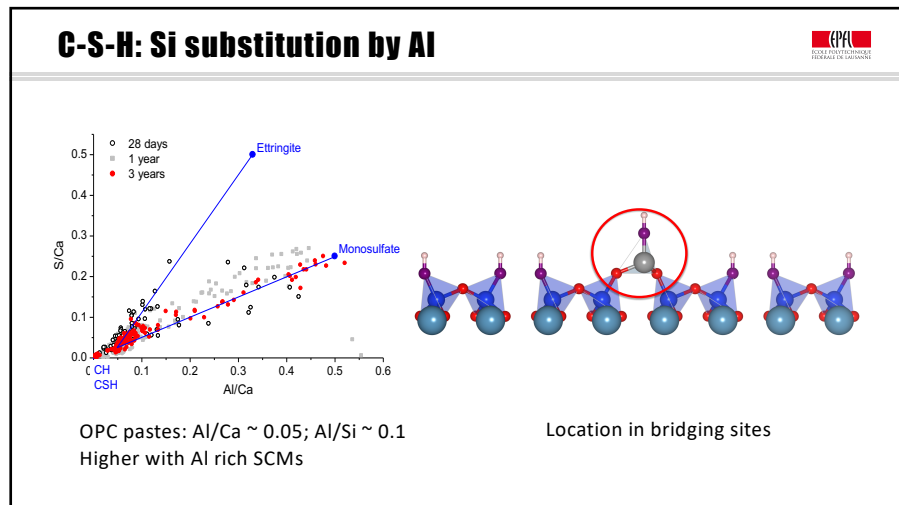 C-S-H: Si substitution by Al
EPFL
ECOLE POLYTECHNIQUE
FÉDÉRALE DE LAUSANNE
28 days
1 year
3 years
Ettringite
Monosulfate
S/Ca
0.5
0.4
0.3
0.2
0.1
0.0
0
0.1
0.2
0.3
0.4
0.5
0.6
CH
CSH
Al/Ca
OPC pastes: Al/Ca ~ 0.05; Al/Si ~ 0.1
Higher with Al rich SCMs
Location in bridging sites